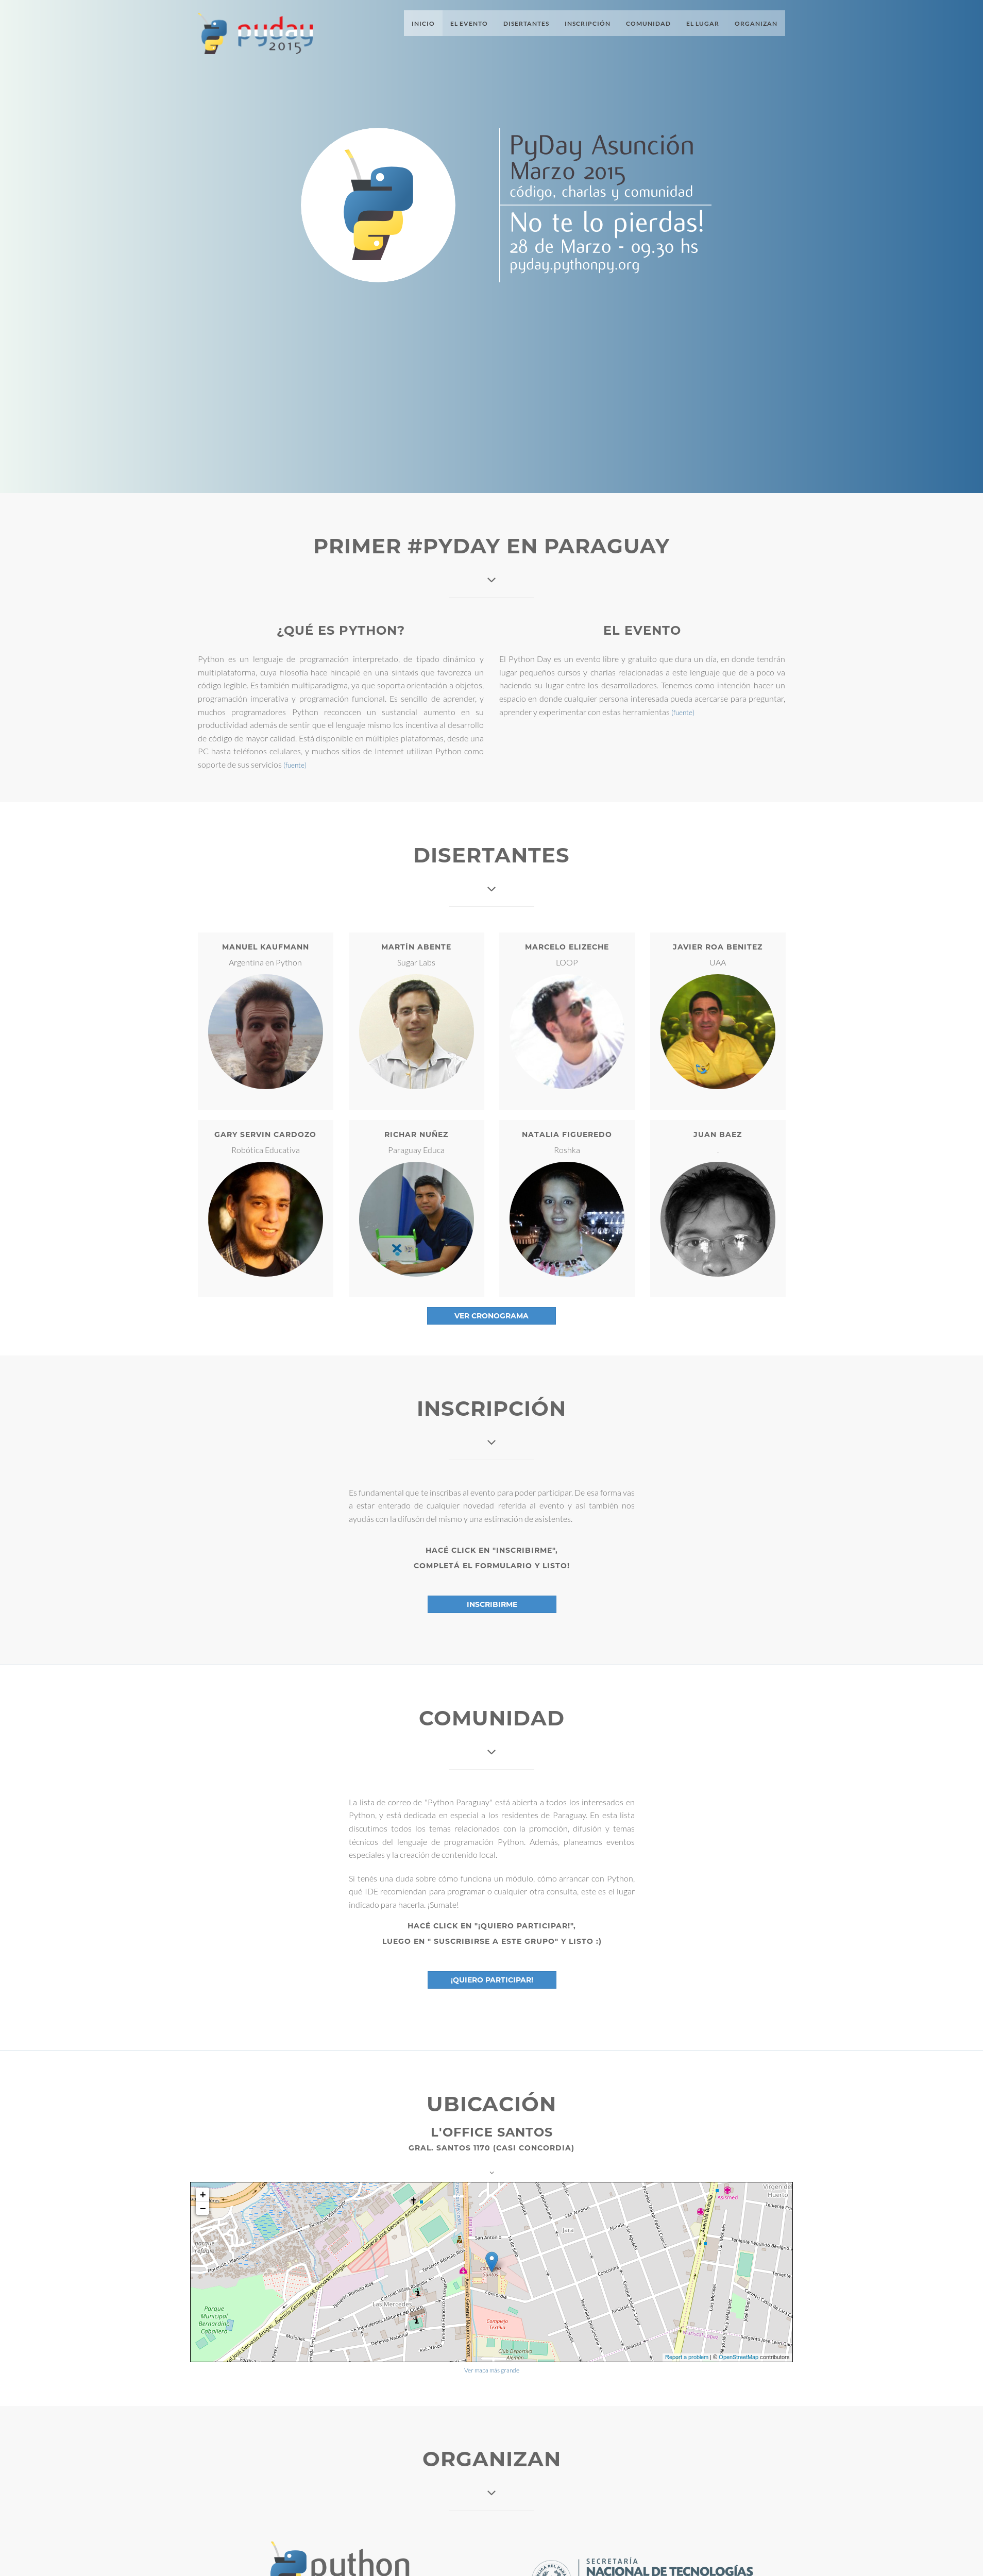 pyday
2015
INICIO EL EVENTO DISERTANTES INSCRIPCIÓN COMUNIDAD EL LUGAR ORGANIZAN
PyDay Asunción
Marzo 2015
código, charlas y comunidad
No te lo pierdas!
28 de Marzo - 09.30 hs
pyday.pythonpy.org
PRIMER #PYDAY EN PARAGUAY
¿QUÉ ES PYTHON?
Python es un lenguaje de programación interpretado, de tipado dinámico y
multiplataforma, cuya filosofía hace hincapié en una sintaxis que favorezca un
código legible. Es también multiparadigma, ya que soporta orientación a objetos,
programación imperativa y programación funcional. Es sencillo de aprender, y
muchos programadores Python reconocen un sustancial aumento en su
productividad además de sentir que el lenguaje mismo los incentiva al desarrollo
de código de mayor calidad. Está disponible en múltiples plataformas, desde una
PC hasta teléfonos celulares, y muchos sitios de Internet utilizan Python como
soporte de sus servicios (fuente)
EL EVENTO
El Python Day es un evento libre y gratuito que dura un día, en donde tendrán
lugar pequeños cursos y charlas relacionadas a este lenguaje que de a poco va
haciendo su lugar entre los desarrolladores. Tenemos como intención hacer un
espacio en donde cualquier persona interesada pueda acercarse para preguntar,
aprender y experimentar con estas herramientas (fuente)
DISERTANTES
MANUEL KAUFMANN
Argentina en Python
MARTÍN ABENTE
Sugar Labs
MARCELO ELIZECHE
LOOP
JAVIER ROA BENITEZ
UAA
GARY SERVIN CARDOZO
Robótica Educativa
RICHAR NUÑEZ
Paraguay Educa
NATALIA FIGUEREDO
Roshka
JUAN BAEZ
.
VER CRONOGRAMA
INSCRIPCIÓN
Es fundamental que te inscribas al evento para poder participar. De esa forma vas
a estar enterado de cualquier novedad referida al evento y así también nos
ayudás con la difusión del mismo y una estimación de asistentes.
HACÉ CLICK EN "INSCRIBIRME",
COMPLETÁ EL FORMULARIO Y LISTO!
INSCRIBIRME
COMUNIDAD
La lista de correo de "Python Paraguay" está abierta a todos los interesados en
Python, y está dedicada en especial a los residentes de Paraguay. En esta lista
discutimos todos los temas relacionados con la promoción, difusión y temas
técnicos del lenguaje de programación Python. Además, planeamos eventos
especiales y la creación de contenido local.
Si tenés una duda sobre cómo funciona un módulo, cómo arrancar con Python,
qué IDE recomiendan para programar o cualquier otra consulta, este es el lugar
indicado para hacerla. ¡Sumate!
HACÉ CLICK EN "¡QUIERO PARTICIPAR!",
LUEGO EN " SUSCRIBIRSE A ESTE GRUPO" Y LISTO :)
¡QUIERO PARTICIPAR!
UBICACIÓN
L'OFFICE SANTOS
GRAL. SANTOS 1170 (CASI CONCORDIA)
+
−
Parque
Municipal
Bernardino
Caballero
Las Mercedes
Jara
San Antonio
Concordia
Complejo
Textilia
Club Deportivo
Alemán
Asismed
Virgen del
Huerto
Report a problem | © OpenStreetMap contributors
Ver mapa más grande
ORGANIZAN
python
SECRETARÍA
NACIONAL DE TECNOLOGÍAS